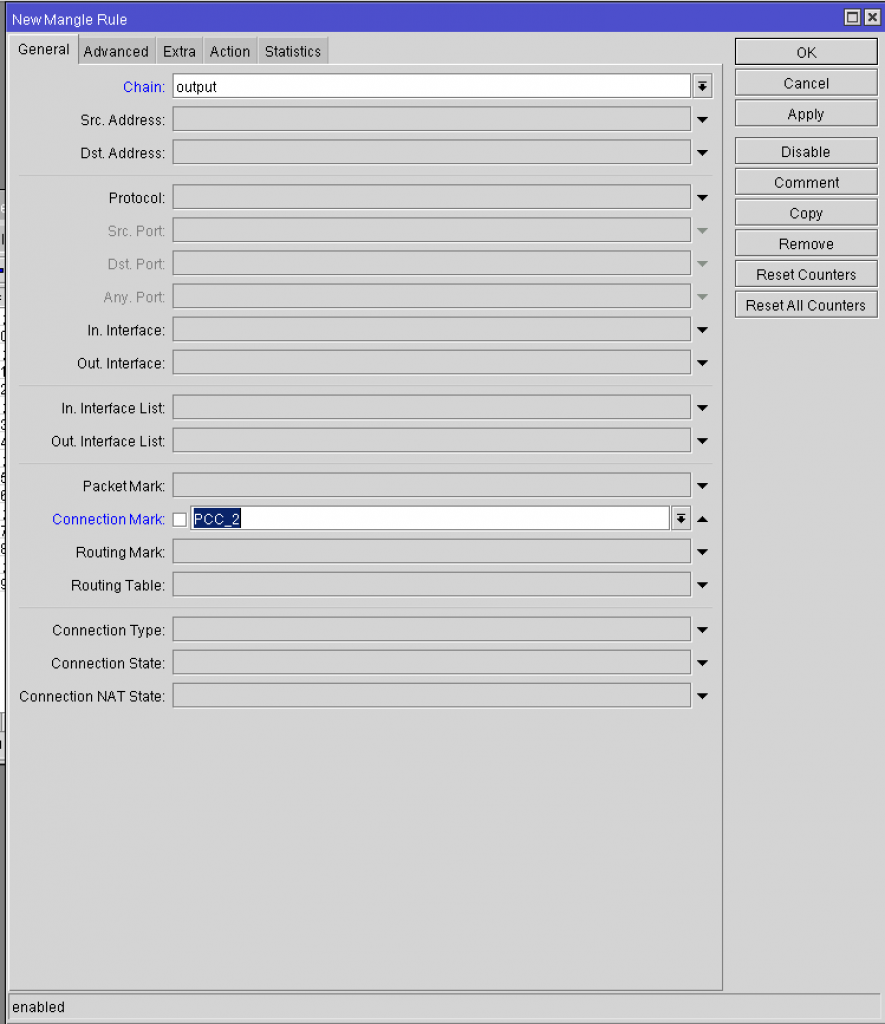 New Mangle Rule
General Advanced Extra Action Statistics
OK
Cancel
Apply
Disable
Comment
Copy
Remove
Reset Counters
Reset All Counters
Chain: output
Src. Address:
Dst. Address:
Protocol:
Src. Port:
Dst. Port:
Any. Port:
In. Interface:
Out. Interface:
In. Interface List:
Out. Interface List:
Packet Mark:
Connection Mark: PCC_2
Routing Mark:
Routing Table:
Connection Type:
Connection State:
Connection NAT State:
enabled